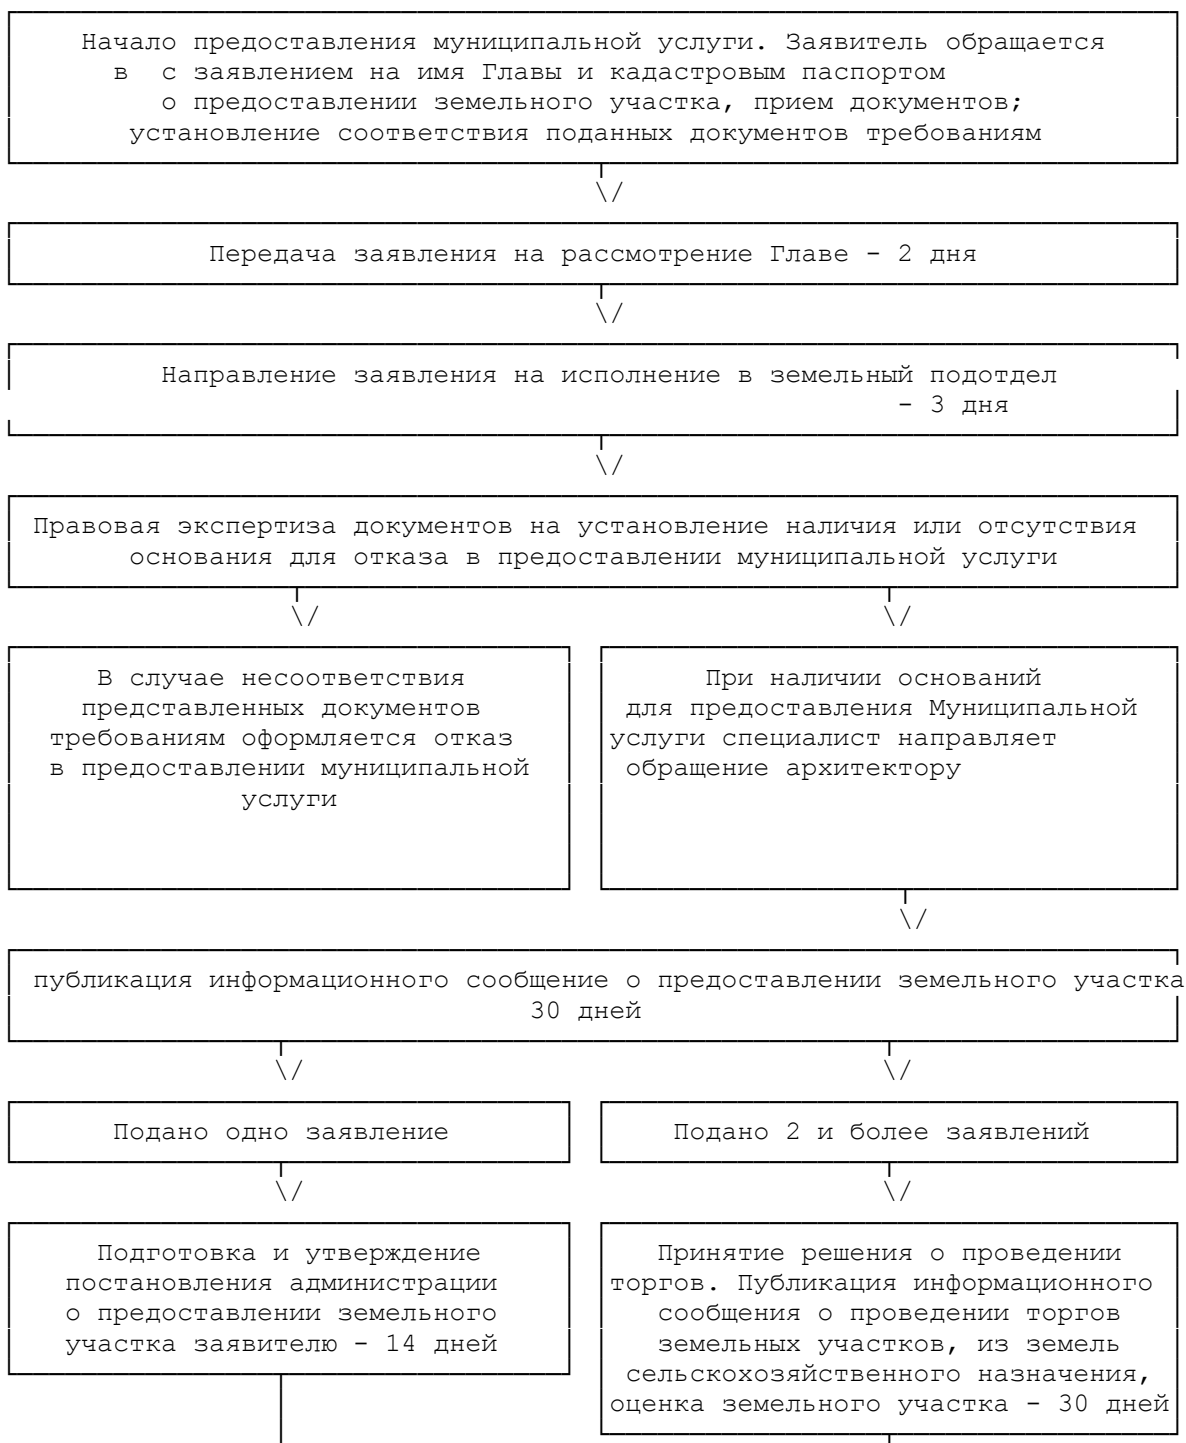 Начало предоставления муниципальной услуги. Заявитель обращается
в с заявлением на имя Главы и кадастровым паспортом
о предоставлении земельного участка, прием документов;
установление соответствия поданных документов требованиям
\/
Передача заявления на рассмотрение Главе - 2 дня
\/
Направление заявления на исполнение в земельный подотдел
- 3 дня
\/
Правовая экспертиза документов на установление наличия или отсутствия
основания для отказа в предоставлении муниципальной услуги
\/ \/
В случае несоответствия
представленных документов
требованиям оформляется отказ
в предоставлении муниципальной
услуги
При наличии оснований
для предоставления Муниципальной
услуги специалист направляет
обращение архитектору
\/
публикация информационного сообщение о предоставлении земельного участка
30 дней
\/ \/
Подано одно заявление
Подано 2 и более заявлений
\/ \/
Подготовка и утверждение
постановления администрации
о предоставлении земельного
участка заявителю - 14 дней
Принятие решения о проведении
торгов. Публикация информационного
сообщения о проведении торгов
земельных участков, из земель
сельскохозяйственного назначения,
оценка земельного участка - 30 дней